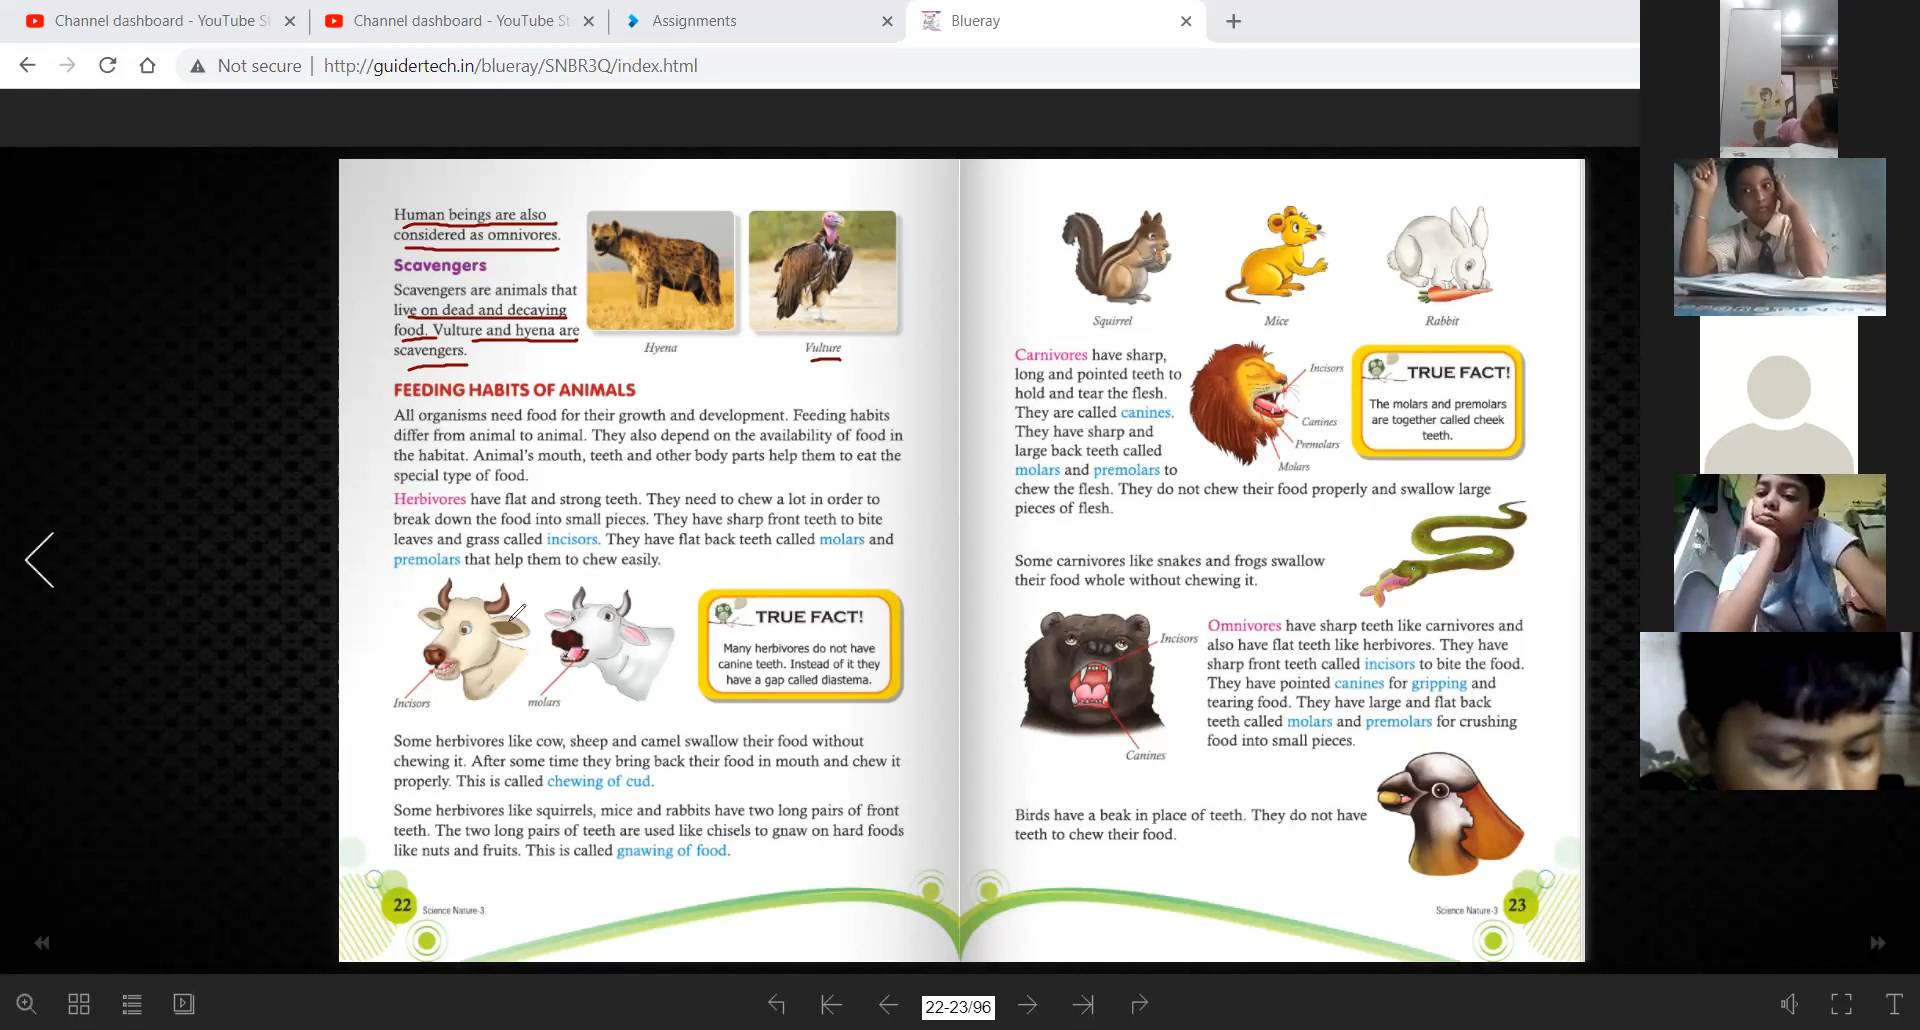 Channel dashboard - YouTube St
Channel dashboard - YouTube St
Assignments
Blueray
Not secure
http://guidertech.in/blueray/SNBR3Q/index.html
Human beings are also
considered as omnivores.
Scavengers
Scavengers are animals that
live on dead and decaying
food. Vulture and hyena are
scavengers.
Hyena
Vulture
FEEDING HABITS OF ANIMALS
All organisms need food for their growth and development. Feeding habits
differ from animal to animal. They also depend on the availability of food in
the habitat. Animal's mouth, teeth and other body parts help them to eat the
special type of food.
Herbivores have flat and strong teeth. They need to chew a lot in order to
break down the food into small pieces. They have sharp front teeth to bite
leaves and grass called incisors. They have flat back teeth called molars and
premolars that help them to chew easily.
Incisors
molars
TRUE FACT!
Many herbivores do not have
canine teeth. Instead of it they
have a gap called diastema.
Some herbivores like cow, sheep and camel swallow their food without
chewing it. After some time they bring back their food in mouth and chew it
properly. This is called chewing of cud.
Some herbivores like squirrels, mice and rabbits have two long pairs of front
teeth. The two long pairs of teeth are used like chisels to gnaw on hard foods
like nuts and fruits. This is called gnawing of food.
22
Science Nature-3
Squirrel
Mice
Rabbit
Carnivores have sharp,
long and pointed teeth to
hold and tear the flesh.
They are called canines.
They have sharp and
large back teeth called
molars and premolars to
chew the flesh. They do not chew their food properly and swallow large
pieces of flesh.
Incisors
Canines
Premolars
Molars
TRUE FACT!
The molars and premolars
are together called cheek
teeth.
Some carnivores like snakes and frogs swallow
their food whole without chewing it.
Incisors
Canines
Omnivores have sharp teeth like carnivores and
also have flat teeth like herbivores. They have
sharp front teeth called incisors to bite the food.
They have pointed canines for gripping and
tearing food. They have large and flat back
teeth called molars and premolars for crushing
food into small pieces.
Birds have a beak in place of teeth. They do not have
teeth to chew their food.
Science Nature-3
23
22-23/96